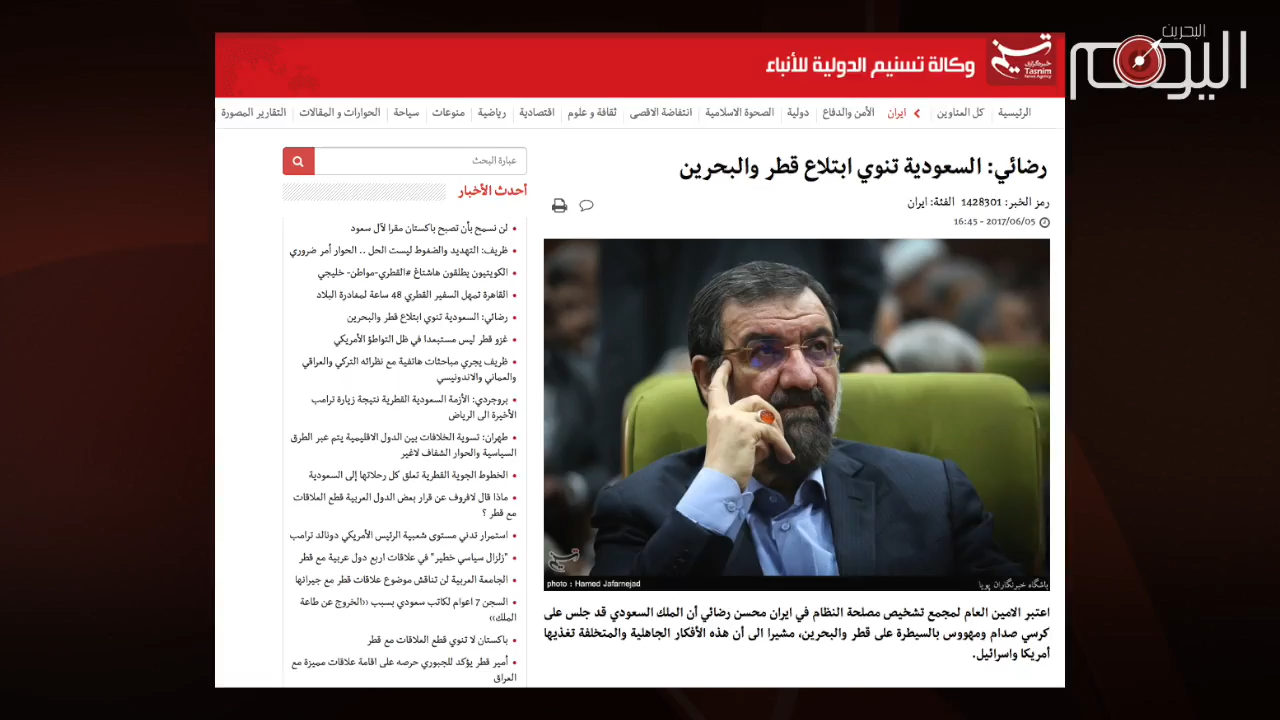 البحرين
اليوم
تسنيم
خبرگزاری
Tasnim
News Agency
وكالة تسنيم الدولية للأنباء
الرئيسية
كل العناوين
ايران
الأمن والدفاع
دولية
الصحوة الاسلامية
انتفاضة الاقصى
ثقافة و علوم
اقتصادية
رياضية
منوعات
سياحة
الحوارات و المقالات
التقارير المصورة
رضائي: السعودية تنوي ابتلاع قطر والبحرين
رمز الخبر: 1428301 الفئة: ايران
2017/06/05 - 16:45
photo : Hamed Jafarnejad
باشگاه خبرنگاران پویا
اعتبر الامين العام لمجمع تشخيص مصلحة النظام في ايران محسن رضائي أن الملك السعودي قد جلس على
كرسي صدام ومهووس بالسيطرة على قطر والبحرين، مشيرا الى أن هذه الأفكار الجاهلية والمتخلفة تغذيها
أمريكا واسرائيل.
عبارة البحث
أحدث الأخبار
لن نسمح بأن تصبح باكستان مقرا لآل سعود
ظريف: التهديد والضغوط ليست الحل .. الحوار أمر ضروري
الكويتيون يطلقون هاشتاغ #القطري-مواطن- خليجي
القاهرة تمهل السفير القطري 48 ساعة لمغادرة البلاد
رضائي: السعودية تنوي ابتلاع قطر والبحرين
غزو قطر ليس مستبعدا في ظل التواطؤ الأمريكي
ظريف يجري مباحثات هاتفية مع نظرائه التركي والعراقي
والعماني والاندونيسي
بروجردي: الأزمة السعودية القطرية نتيجة زيارة ترامب
الأخيرة الى الرياض
طهران: تسوية الخلافات بين الدول الاقليمية يتم عبر الطرق
السياسية والحوار الشفاف لاغير
الخطوط الجوية القطرية تعلق كل رحلاتها إلى السعودية
ماذا قال لافروف عن قرار بعض الدول العربية قطع العلاقات
مع قطر ؟
استمرار تدني مستوى شعبية الرئيس الأمريكي دونالد ترامب
"زلزال سياسي خطير" في علاقات اربع دول عربية مع قطر
الجامعة العربية لن تناقش موضوع علاقات قطر مع جيرانها
السجن 7 اعوام لكاتب سعودي بسبب ‹‹الخروج عن طاعة
الملك››
باكستان لا تنوي قطع العلاقات مع قطر
أمير قطر يؤكد للجبوري حرصه على اقامة علاقات مميزة مع
العراق